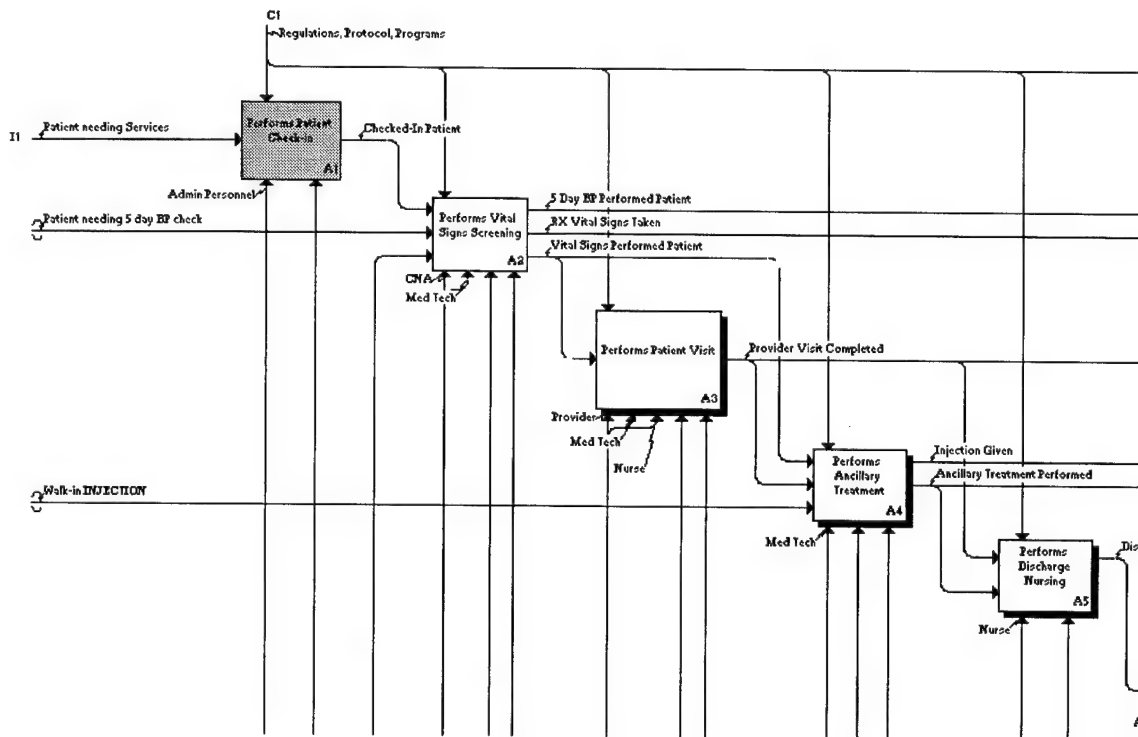 C1
Regulations, Protocol, Programs
I1
Patient needing Services
Performs Patient
Check-in
A1
Checked-In Patient
Admin Personnel
Patient needing 5 day BP check
Performs Vital
Signs Screening
A2
5 Day BP Performed Patient
RX Vital Signs Taken
Vital Signs Performed Patient
CNA
Med Tech
Performs Patient Visit
A3
Provider Visit Completed
Provider
Med Tech
Nurse
Walk-in INJECTION
Performs
Ancillary
Treatment
A4
Injection Given
Ancillary Treatment Performed
Med Tech
Performs
Discharge
Nursing
A5
Dis
Nurse
A